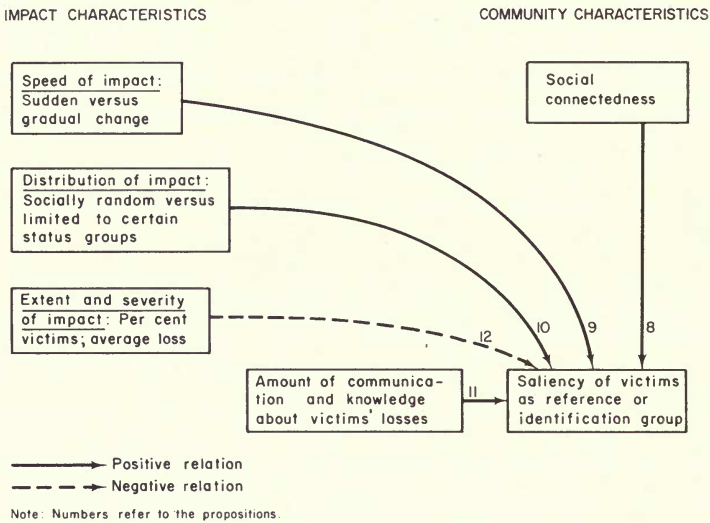 IMPACT CHARACTERISTICS
COMMUNITY CHARACTERISTICS
Speed of impact:
Sudden versus
gradual change
Social
connectedness
Distribution of impact:
Socially random versus
limited to certain
status groups
Extent and severity
of impact: Per cent
victims; average loss
12
10
9
8
Amount of communica-
tion and knowledge
about victims' losses
11
Saliency of victims
as reference or
identification group
Positive relation
Negative relation
Note: Numbers refer to the propositions.